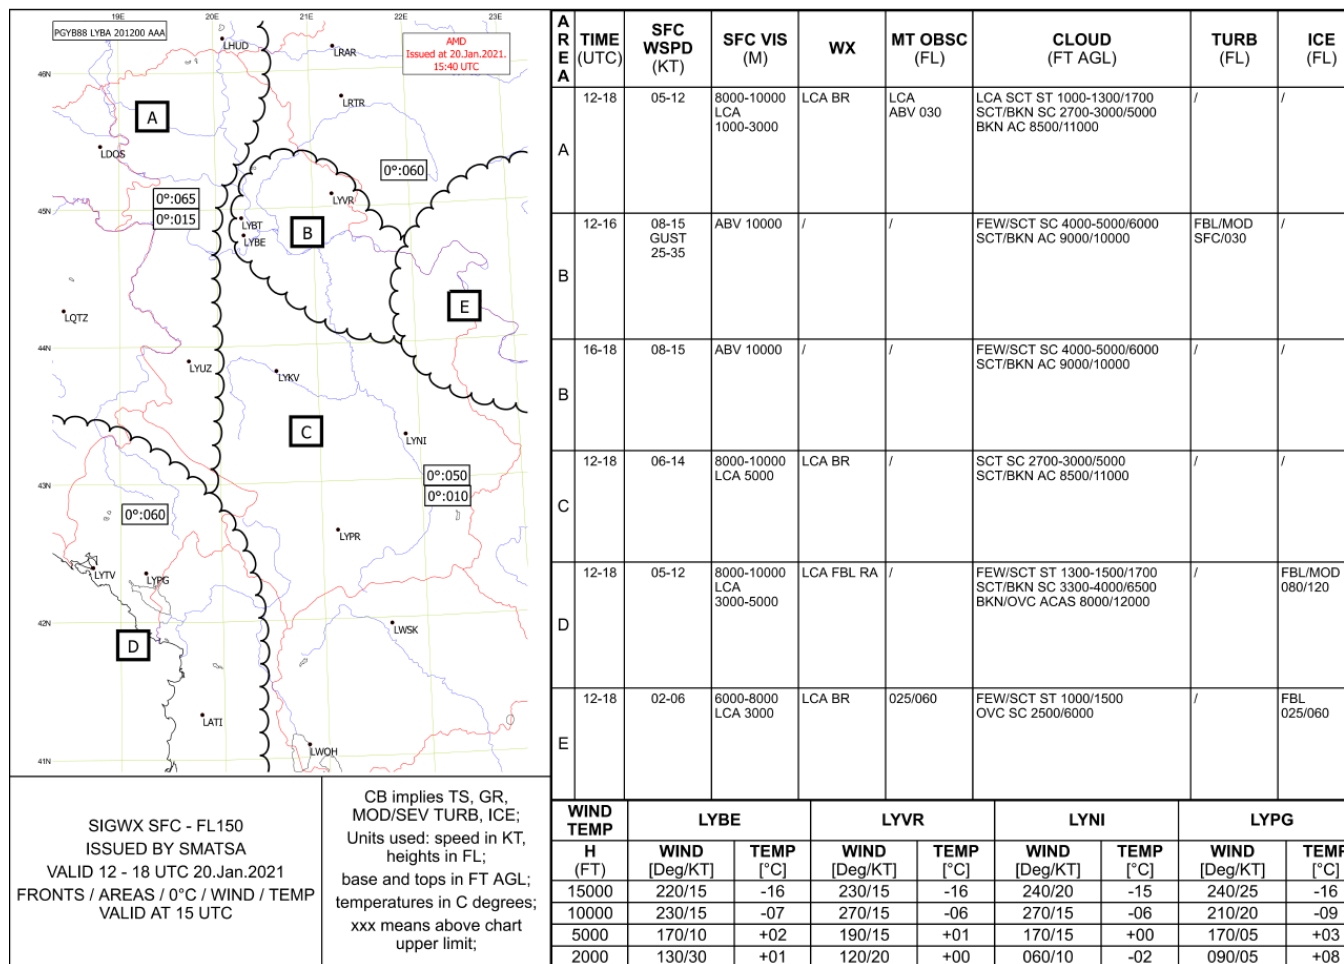 19E 20E 21E 22E 23E
PGYB88 LYBA 201200 AAA
AMD
Issued at 20.Jan.2021.
15:40 UTC
LHUD
LRAR
46N
LRTR
A
LDOS
0°:060
0°:065
LYVR
45N
0°:015
LYBT
B
LYBE
E
LQTZ
44N
LYUZ
LYKV
C
LYNI
0°:050
43N
0°:010
0°:060
LYPR
LYTV
LYPG
42N
LWSK
D
LATI
LWOH
41N
SIGWX SFC - FL150
ISSUED BY SMATSA
VALID 12 - 18 UTC 20.Jan.2021
FRONTS / AREAS / 0°C / WIND / TEMP
VALID AT 15 UTC
CB implies TS, GR,
MOD/SEV TURB, ICE;
Units used: speed in KT,
heights in FL;
base and tops in FT AGL;
temperatures in C degrees;
xxx means above chart
upper limit;
AREA TIME (UTC) SFC WSPD (KT) SFC VIS (M) WX MT OBSC (FL) CLOUD (FT AGL) TURB (FL) ICE (FL)
A 12-18 05-12 8000-10000 LCA BR LCA LCA SCT ST 1000-1300/1700 / /
LCA ABV 030 SCT/BKN SC 2700-3000/5000
1000-3000 BKN AC 8500/11000
B 12-16 08-15 ABV 10000 / / FEW/SCT SC 4000-5000/6000 FBL/MOD /
GUST SCT/BKN AC 9000/10000 SFC/030
25-35
B 16-18 08-15 ABV 10000 / / FEW/SCT SC 4000-5000/6000 / /
SCT/BKN AC 9000/10000
C 12-18 06-14 8000-10000 LCA BR / SCT SC 2700-3000/5000 / /
LCA 5000 SCT/BKN AC 8500/11000
D 12-18 05-12 8000-10000 LCA FBL RA / FEW/SCT ST 1300-1500/1700 / FBL/MOD
LCA SCT/BKN SC 3300-4000/6500 080/120
3000-5000 BKN/OVC ACAS 8000/12000
E 12-18 02-06 6000-8000 LCA BR 025/060 FEW/SCT ST 1000/1500 / FBL
LCA 3000 OVC SC 2500/6000 025/060
WIND TEMP LYBE LYVR LYNI LYPG
H WIND TEMP WIND TEMP WIND TEMP WIND TEMP
(FT) [Deg/KT] [°C] [Deg/KT] [°C] [Deg/KT] [°C] [Deg/KT] [°C]
15000 220/15 -16 230/15 -16 240/20 -15 240/25 -16
10000 230/15 -07 270/15 -06 270/15 -06 210/20 -09
5000 170/10 +02 190/15 +01 170/15 +00 170/05 +03
2000 130/30 +01 120/20 +00 060/10 -02 090/05 +08